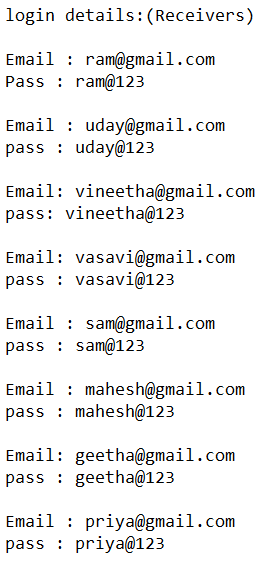 login details:(Receivers)
Email : ram@gmail.com
Pass : ram@123
Email : uday@gmail.com
pass : uday@123
Email: vineetha@gmail.com
pass: vineetha@123
Email: vasavi@gmail.com
pass : vasavi@123
Email : sam@gmail.com
pass : sam@123
Email : mahesh@gmail.com
pass : mahesh@123
Email: geetha@gmail.com
pass : geetha@123
Email : priya@gmail.com
pass : priya@123